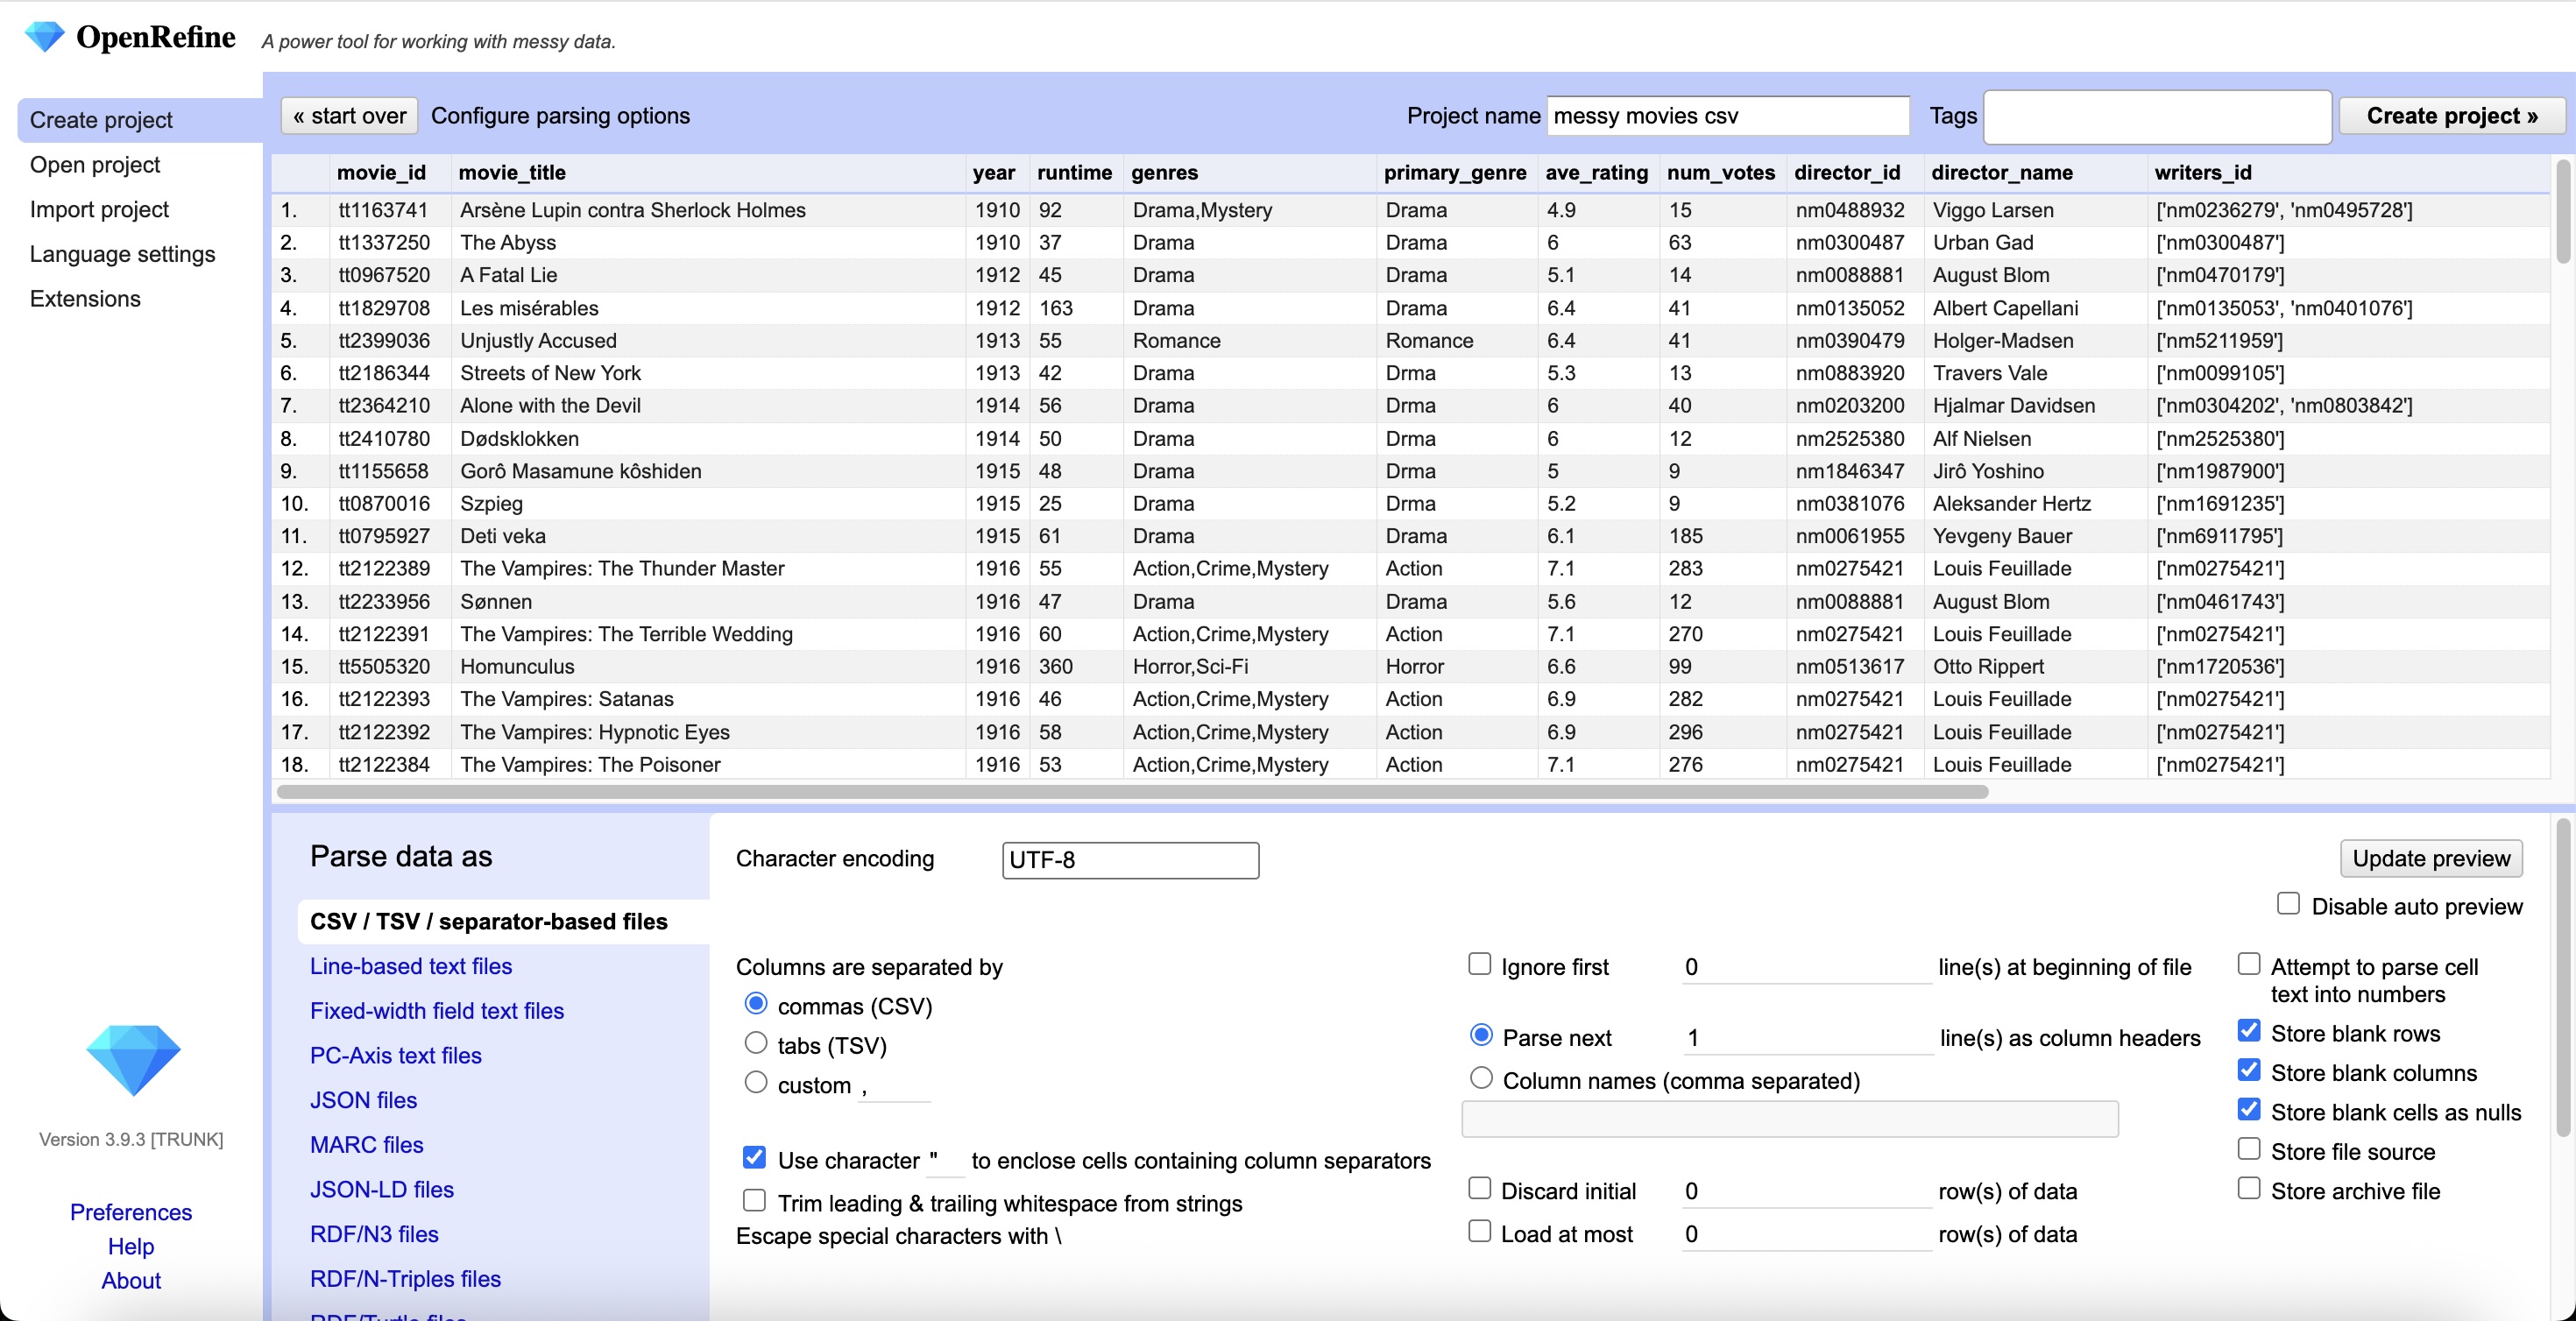 OpenRefine A power tool for working with messy data.
Create project
Open project
Import project
Language settings
Extensions
Version 3.9.3 [TRUNK]
Preferences
Help
About
« start over Configure parsing options Project name messy movies csv Tags Create project »
movie_id movie_title year runtime genres primary_genre ave_rating num_votes director_id director_name writers_id
1. tt1163741 Arsène Lupin contra Sherlock Holmes 1910 92 Drama,Mystery Drama 4.9 15 nm0488932 Viggo Larsen ['nm0236279', 'nm0495728']
2. tt1337250 The Abyss 1910 37 Drama Drama 6 63 nm0300487 Urban Gad ['nm0300487']
3. tt0967520 A Fatal Lie 1912 45 Drama Drama 5.1 14 nm0088881 August Blom ['nm0470179']
4. tt1829708 Les misérables 1912 163 Drama Drama 6.4 41 nm0135052 Albert Capellani ['nm0135053', 'nm0401076']
5. tt2399036 Unjustly Accused 1913 55 Romance Romance 6.4 41 nm0390479 Holger-Madsen ['nm5211959']
6. tt2186344 Streets of New York 1913 42 Drama Drma 5.3 13 nm0883920 Travers Vale ['nm0099105']
7. tt2364210 Alone with the Devil 1914 56 Drama Drma 6 40 nm0203200 Hjalmar Davidsen ['nm0304202', 'nm0803842']
8. tt2410780 Dødsklokken 1914 50 Drama Drma 6 12 nm2525380 Alf Nielsen ['nm2525380']
9. tt1155658 Gorô Masamune kôshiden 1915 48 Drama Drma 5 9 nm1846347 Jirô Yoshino ['nm1987900']
10. tt0870016 Szpieg 1915 25 Drama Drma 5.2 9 nm0381076 Aleksander Hertz ['nm1691235']
11. tt0795927 Deti veka 1915 61 Drama Drama 6.1 185 nm0061955 Yevgeny Bauer ['nm6911795']
12. tt2122389 The Vampires: The Thunder Master 1916 55 Action,Crime,Mystery Action 7.1 283 nm0275421 Louis Feuillade ['nm0275421']
13. tt2233956 Sønnen 1916 47 Drama Drama 5.6 12 nm0088881 August Blom ['nm0461743']
14. tt2122391 The Vampires: The Terrible Wedding 1916 60 Action,Crime,Mystery Action 7.1 270 nm0275421 Louis Feuillade ['nm0275421']
15. tt5505320 Homunculus 1916 360 Horror,Sci-Fi Horror 6.6 99 nm0513617 Otto Rippert ['nm1720536']
16. tt2122393 The Vampires: Satanas 1916 46 Action,Crime,Mystery Action 6.9 282 nm0275421 Louis Feuillade ['nm0275421']
17. tt2122392 The Vampires: Hypnotic Eyes 1916 58 Action,Crime,Mystery Action 6.9 296 nm0275421 Louis Feuillade ['nm0275421']
18. tt2122384 The Vampires: The Poisoner 1916 53 Action,Crime,Mystery Action 7.1 276 nm0275421 Louis Feuillade ['nm0275421']
Parse data as
CSV / TSV / separator-based files
Line-based text files
Fixed-width field text files
PC-Axis text files
JSON files
MARC files
JSON-LD files
RDF/N3 files
RDF/N-Triples files
RDF/Turtle files
Character encoding UTF-8
Update preview
Disable auto preview
Columns are separated by
commas (CSV)
tabs (TSV)
custom ,
Use character " to enclose cells containing column separators
Trim leading & trailing whitespace from strings
Escape special characters with \
Ignore first 0 line(s) at beginning of file
Parse next 1 line(s) as column headers
Column names (comma separated)
Discard initial 0 row(s) of data
Load at most 0 row(s) of data
Attempt to parse cell
text into numbers
Store blank rows
Store blank columns
Store blank cells as nulls
Store file source
Store archive file